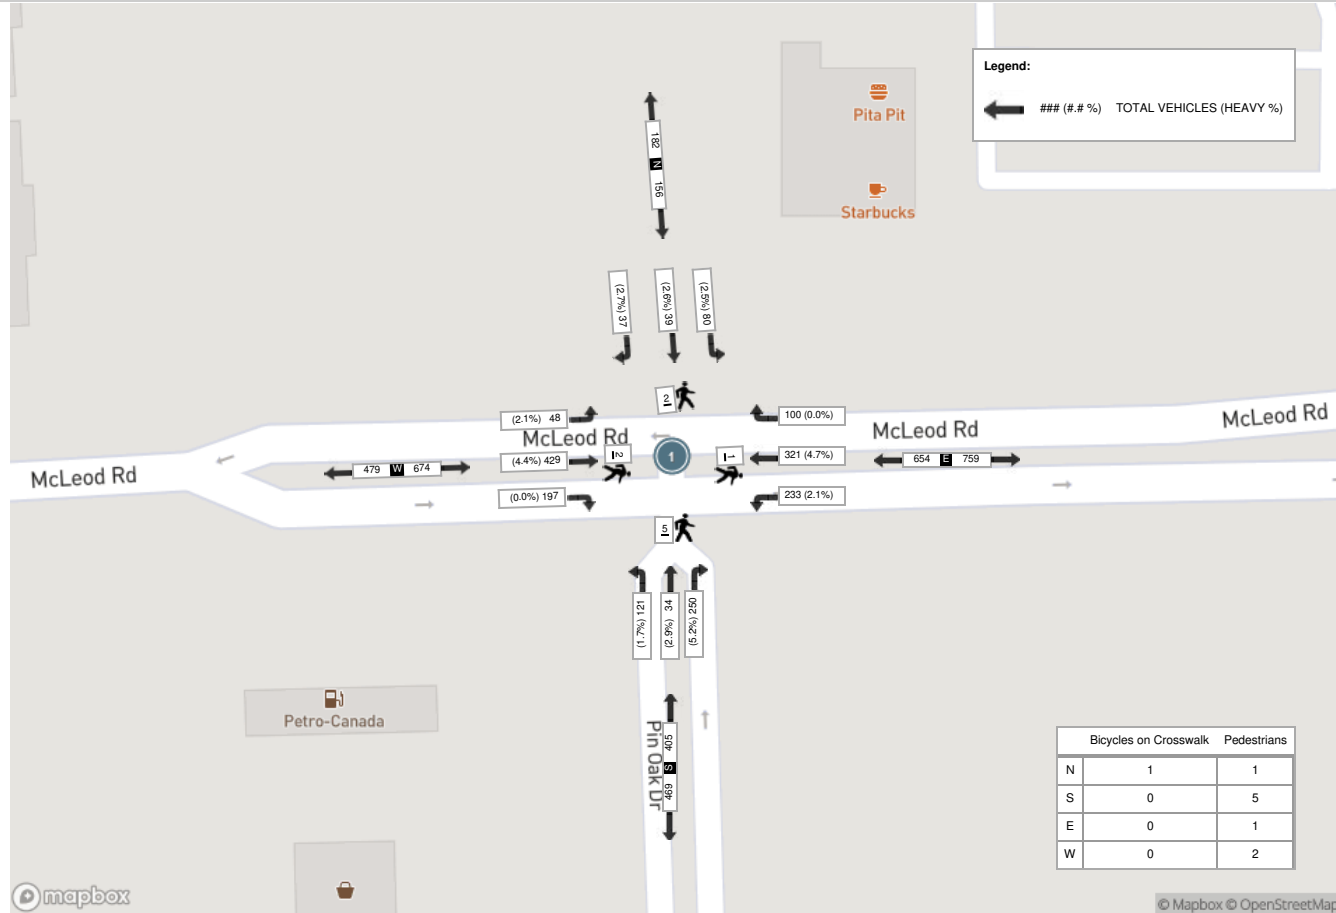 Legend:
### (#.# %) TOTAL VEHICLES (HEAVY %)
Pita Pit
Starbucks
182 N 156
(2.7%) 37
(2.6%) 39
(2.5%) 80
2
(2.1%) 48
100 (0.0%)
McLeod Rd
McLeod Rd
McLeod Rd
McLeod Rd
479 W 674
(4.4%) 429
2
1
1
321 (4.7%)
654 E 759
(0.0%) 197
233 (2.1%)
5
(1.7%) 121
(2.9%) 34
(5.2%) 250
Petro-Canada
Pin Oak Dr
469 S 405
Bicycles on Crosswalk Pedestrians
N 1 1
S 0 5
E 0 1
W 0 2
mapbox
© Mapbox © OpenStreetMap